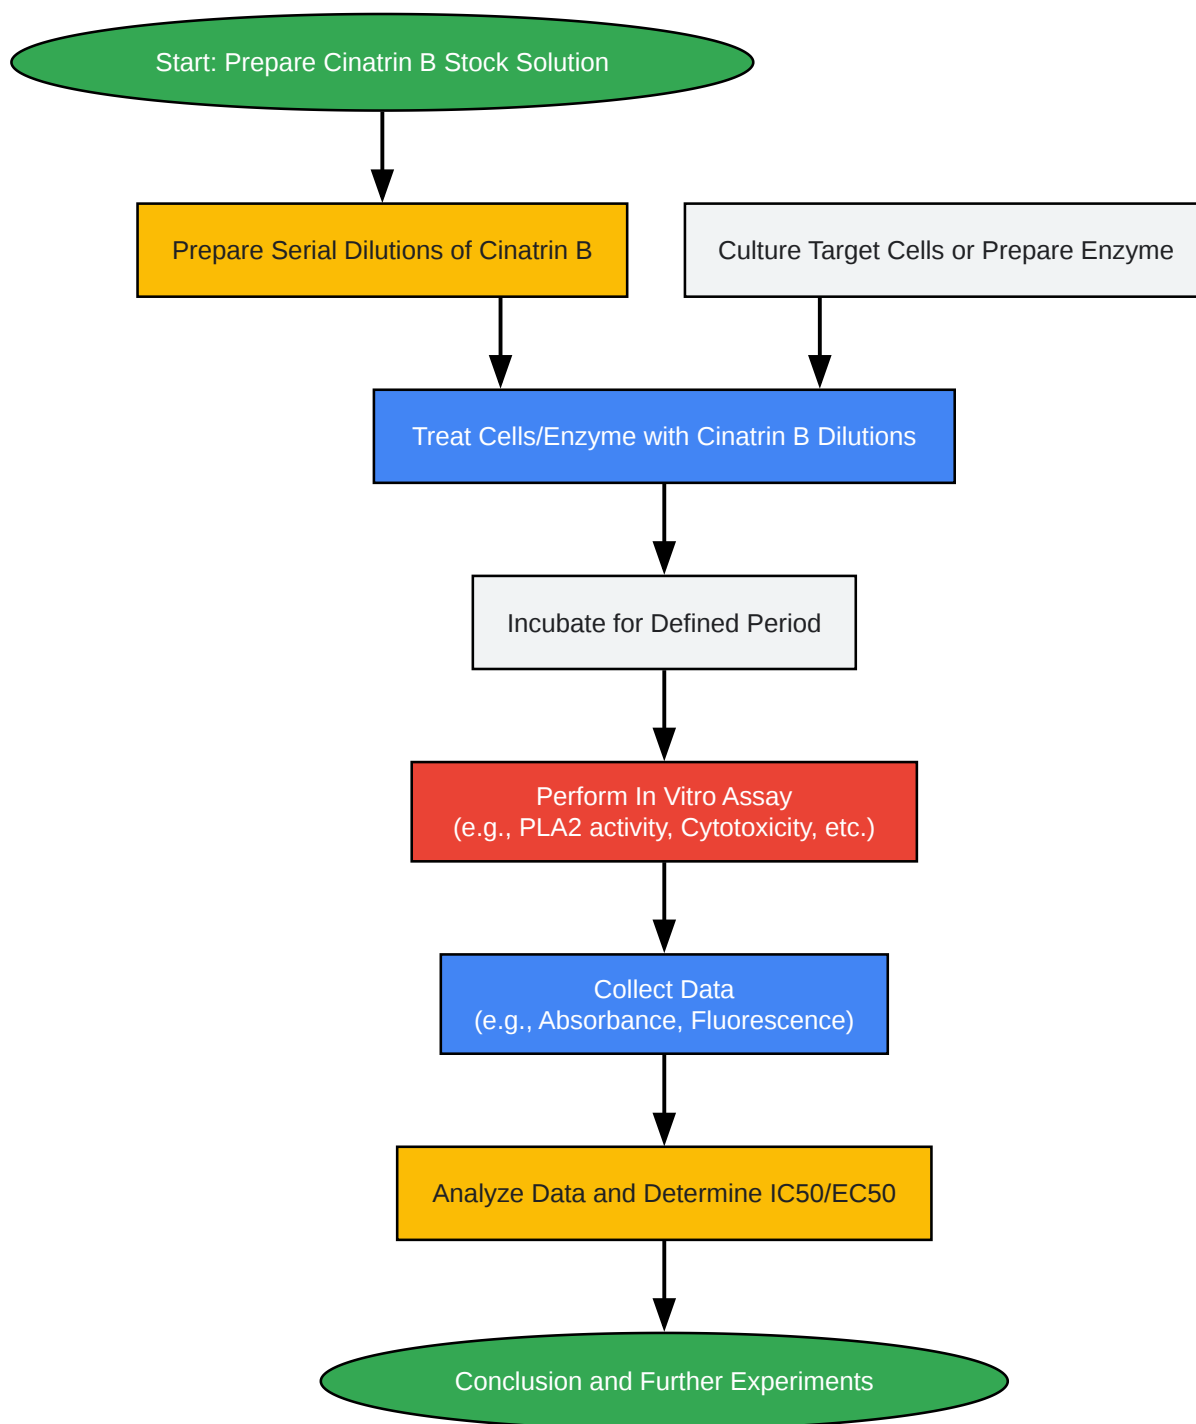 Start: Prepare Cinatrin B Stock Solution
Prepare Serial Dilutions of Cinatrin B
Culture Target Cells or Prepare Enzyme
Treat Cells/Enzyme with Cinatrin B Dilutions
Incubate for Defined Period
Perform In Vitro Assay
(e.g., PLA2 activity, Cytotoxicity, etc.)
Collect Data
(e.g., Absorbance, Fluorescence)
Analyze Data and Determine IC50/EC50
Conclusion and Further Experiments